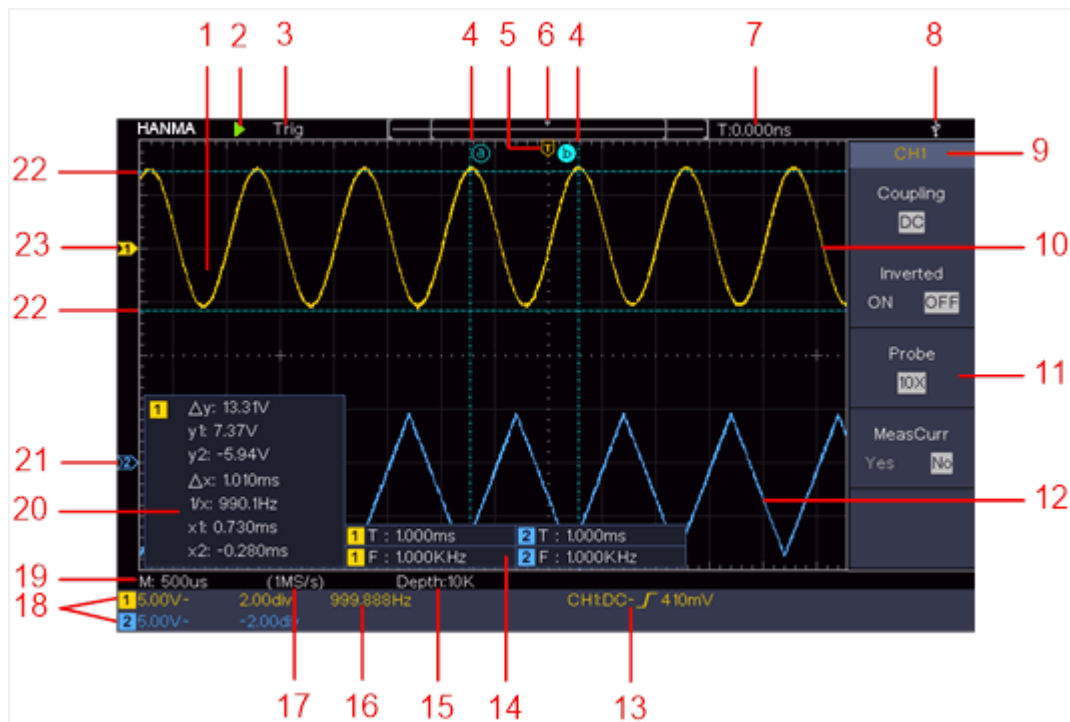 1 2 3 4 5 6 4 7 8
HANMA Trig T:0.000ns
a T b
CH1 9
22
Coupling
DC
23 1 10
Inverted
22 ON OFF
Probe
10X 11
1 Δy: 13.31V
y1: 7.37V
MeasCurr
y2: -5.94V
21 2 Yes No
Δx: 1.010ms
20 1/x: 990.1Hz 12
x1: 0.730ms
1 T : 1.000ms 2 T : 1.000ms
x2: -0.280ms
1 F : 1.000KHz 2 F : 1.000KHz
19 M: 500us (1MS/s) Depth:10K
18 1 5.00V~ 2.00div 999.888Hz CH1:DC- 410mV
2 5.00V~ -2.00div
17 16 15 14 13